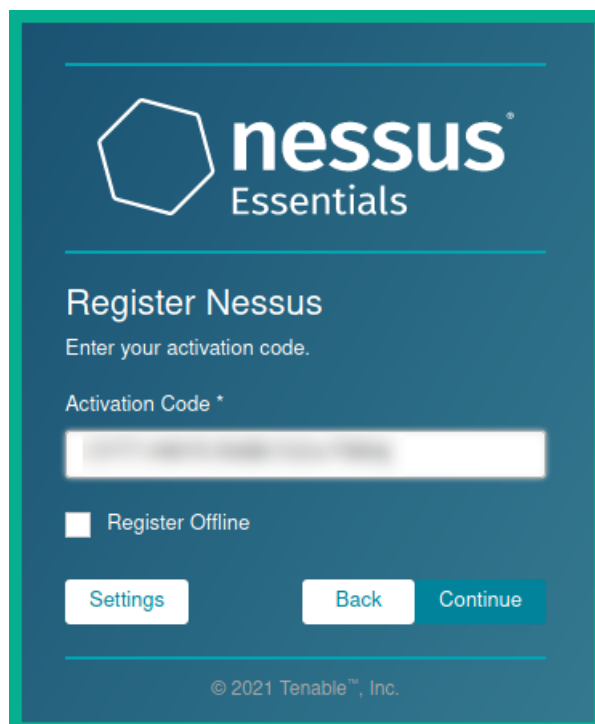 nessus®
Essentials
Register Nessus
Enter your activation code.
Activation Code *
Register Offline
Settings
Back
Continue
© 2021 Tenable™, Inc.